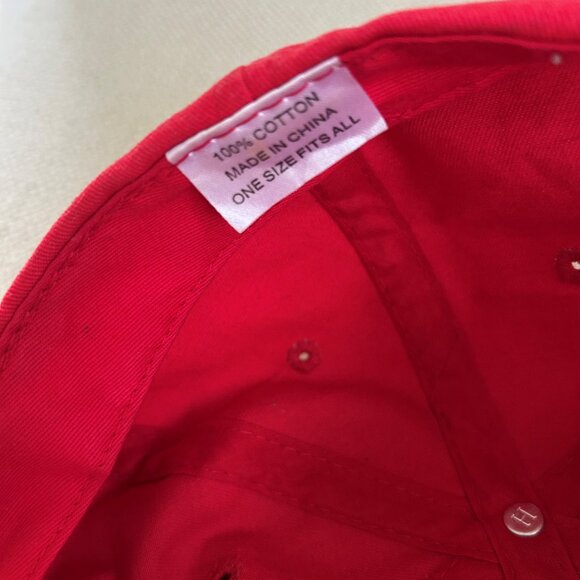 100% COTTON
MADE IN CHINA
ONE SIZE FITS ALL
H